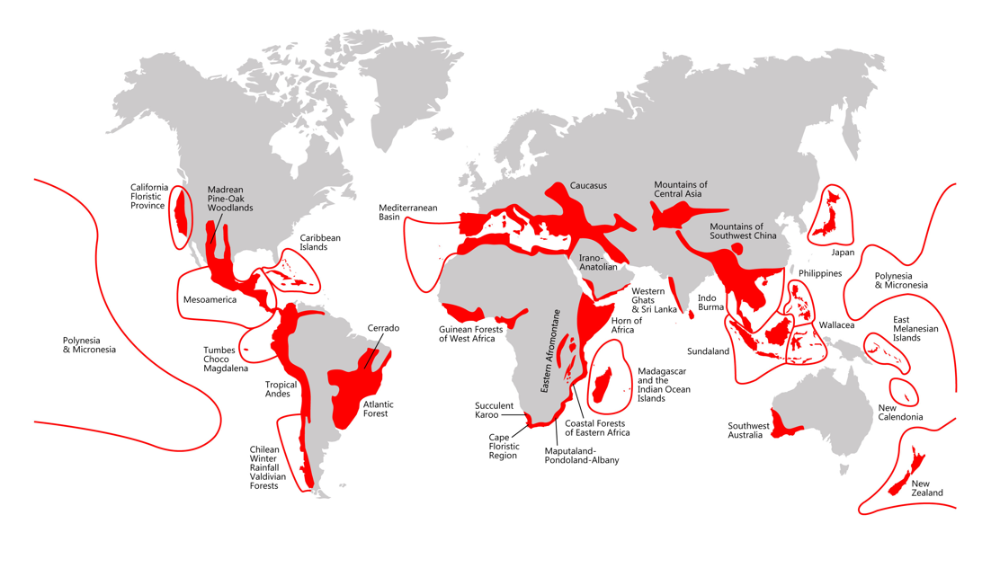 California
Floristic
Province
Madrean
Pine-Oak
Woodlands
Caribbean
Islands
Mesoamerica
Polynesia
& Micronesia
Tumbes
Choco
Magdalena
Tropical
Andes
Cerrado
Atlantic
Forest
Chilean
Winter
Rainfall
Valdivian
Forests
Mediterranean
Basin
Caucasus
Mountains of
Central Asia
Mountains of
Southwest China
Irano-
Anatolian
Western
Ghats
& Sri Lanka
Indo
Burma
Horn of
Africa
Guinean Forests
of West Africa
Eastern Afromontane
Madagascar
and the
Indian Ocean
Islands
Succulent
Karoo
Cape
Floristic
Region
Coastal Forests
of Eastern Africa
Maputaland-
Pondoland-Albany
Japan
Philippines
Polynesia
& Micronesia
Wallacea
East
Melanesian
Islands
Sundaland
Southwest
Australia
New
Calendonia
New
Zealand